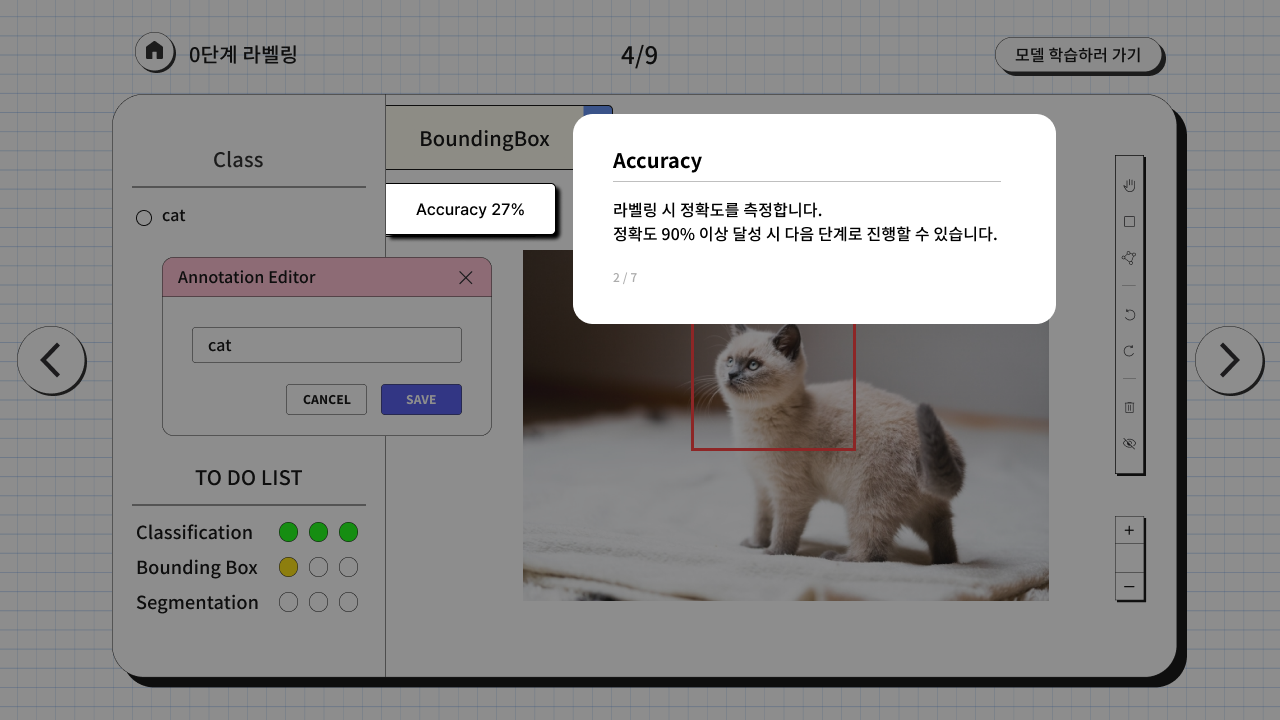 0단계 라벨링
4/9
모델 학습하러 가기
Class
cat
BoundingBox
Accuracy 27%
Accuracy
라벨링 시 정확도를 측정합니다.
정확도 90% 이상 달성 시 다음 단계로 진행할 수 있습니다.
2 / 7
Annotation Editor
cat
CANCEL
SAVE
TO DO LIST
Classification
Bounding Box
Segmentation